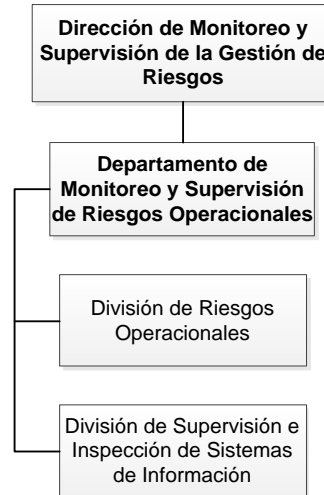 Dirección de Monitoreo y
Supervisión de la Gestión de
Riesgos
Departamento de
Monitoreo y Supervisión
de Riesgos Operacionales
División de Riesgos
Operacionales
División de Supervisión e
Inspección de Sistemas
de Información